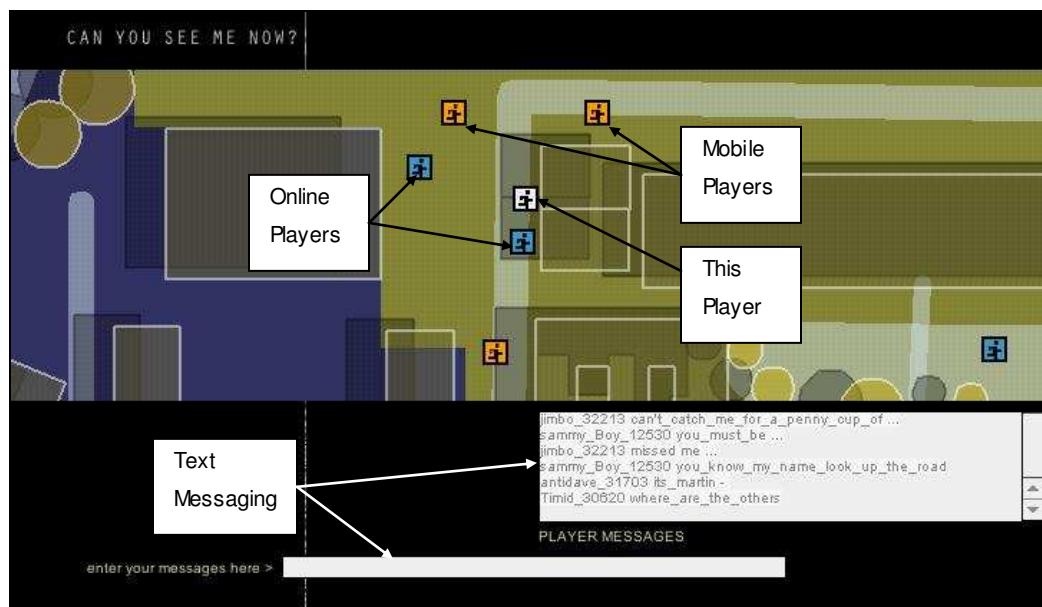 CAN YOU SEE ME NOW?
Mobile
Players
Online
Players
This
Player
jimbo_32213 can't_catch_me_for_a_penny_cup_of ...
sammy_Boy_12530 you_must_be ...
jimbo_32213 missed me ...
sammy_Boy_12530 you_know_my_name_look_up_the_road
antidave_31703 its_martin -
Timid_30620 where_are_the_others
Text
Messaging
PLAYER MESSAGES
enter your messages here >